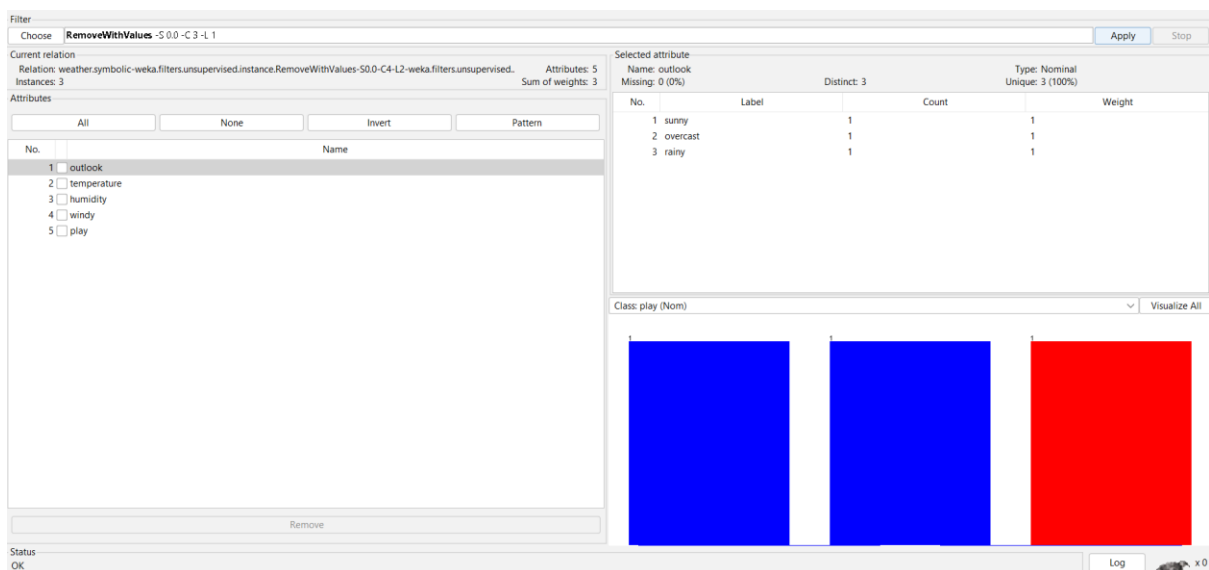 Filter
Choose RemoveWithValues -S 0.0 -C 3 -L 1 Apply Stop
Current relation
Relation: weather.symbolic-weka.filters.unsupervised.instance.RemoveWithValues-S0.0-C4-L2-weka.filters.unsupervised.. Attributes: 5
Instances: 3 Sum of weights: 3
Attributes
All None Invert Pattern
No. Name
1 outlook
2 temperature
3 humidity
4 windy
5 play
Remove
Selected attribute
Name: outlook Type: Nominal
Missing: 0 (0%) Distinct: 3 Unique: 3 (100%)
No. Label Count Weight
1 sunny 1 1
2 overcast 1 1
3 rainy 1 1
Class: play (Nom) Visualize All
1 1 1
Status
OK Log x 0